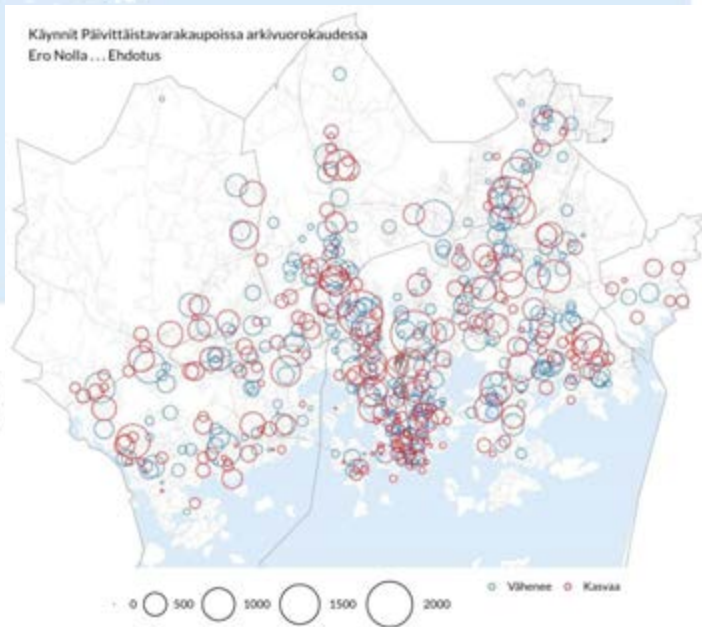 Käynnit Päivittäistavarakaupoissa arkivuorokaudessa
Ero Nolla . . . Ehdotus
0 500 1000 1500 2000
Vähenee Kasvaa